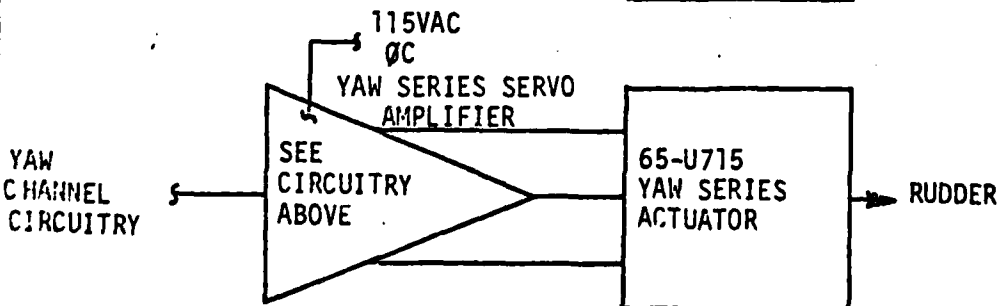 115VAC
ØC
YAW SERIES SERVO
AMPLIFIER
YAW
CHANNEL
CIRCUITRY
SEE
CIRCUITRY
ABOVE
65-U715
YAW SERIES
ACTUATOR
RUDDER